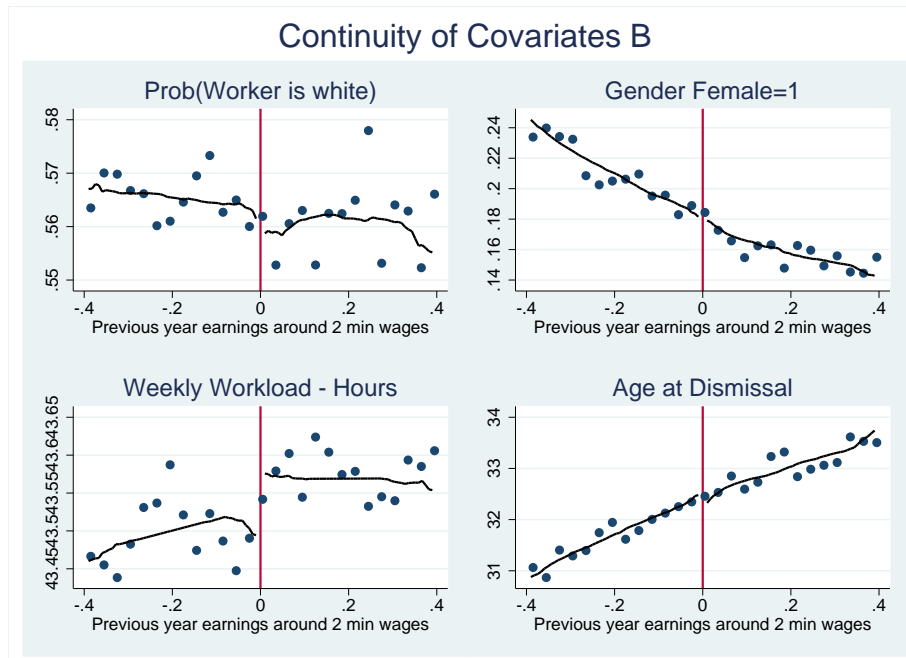 Continuity of Covariates B
Prob(Worker is white)
.58
.57
.56
.55
-.4 -.2 0 .2 .4
Previous year earnings around 2 min wages
Gender Female=1
.24
.22
.2
.18
.16
.14
-.4 -.2 0 .2 .4
Previous year earnings around 2 min wages
Weekly Workload - Hours
43.4543.543.5543.643.65
-.4 -.2 0 .2 .4
Previous year earnings around 2 min wages
Age at Dismissal
34
33
32
31
-.4 -.2 0 .2 .4
Previous year earnings around 2 min wages